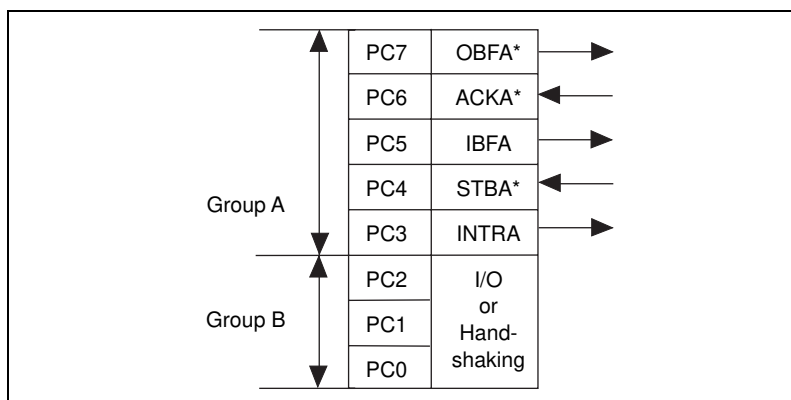 PC7 OBFA*
PC6 ACKA*
PC5 IBFA
PC4 STBA*
Group A
PC3 INTRA
PC2 I/O
or
Group B PC1 Hand-
shaking
PC0